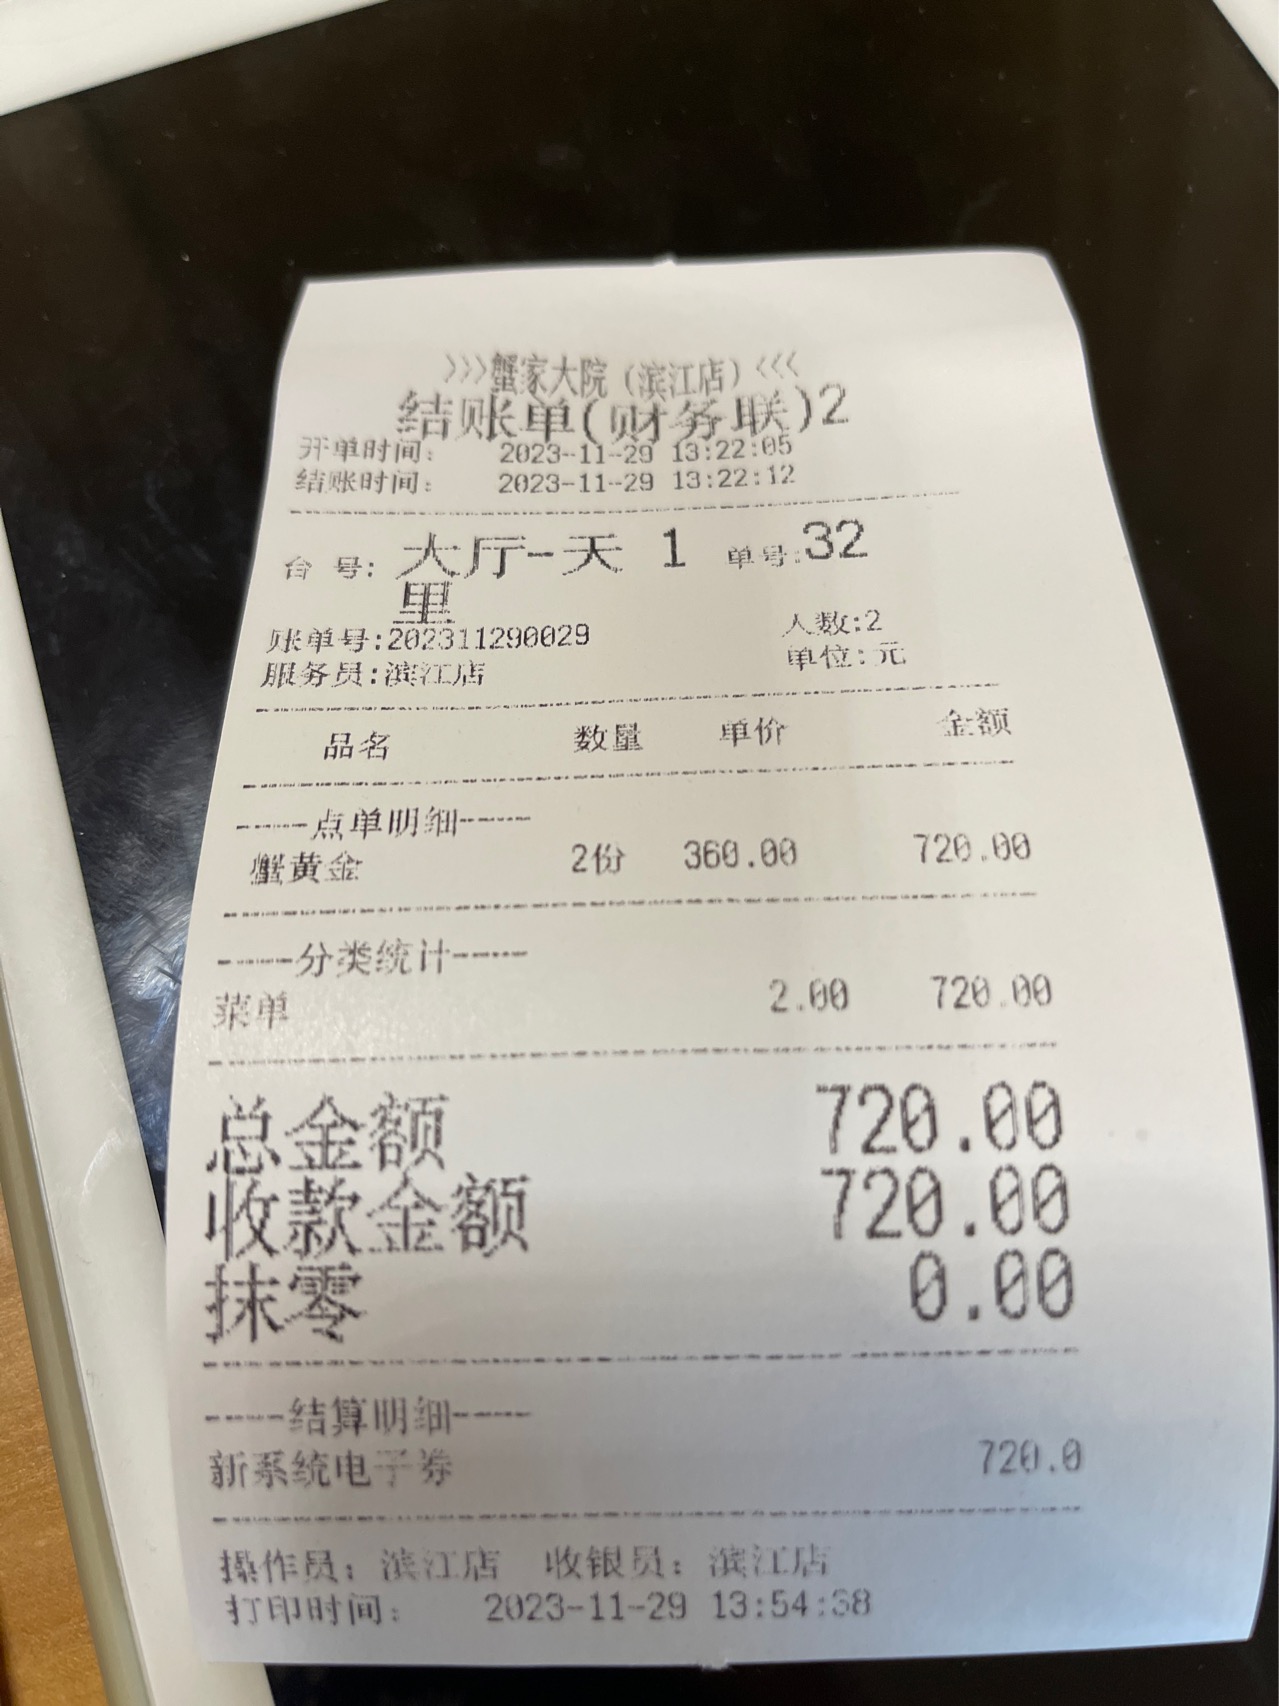 >>>蟹家大院（滨江店）<<<
结账单(财务联)2
开单时间: 2023-11-29 13:22:05
结账时间: 2023-11-29 13:22:12
台 号: 大厅-天 1 单号:32
里
账单号:202311290029 人数:2
服务员:滨江店 单位:元
品名 数量 单价 金额
-----点单明细-----
蟹黄金 2份 360.00 720.00
-----分类统计-----
菜单 2.00 720.00
总金额 720.00
收款金额 720.00
抹零 0.00
-----结算明细-----
新系统电子券 720.0
操作员: 滨江店 收银员: 滨江店
打印时间: 2023-11-29 13:54:38